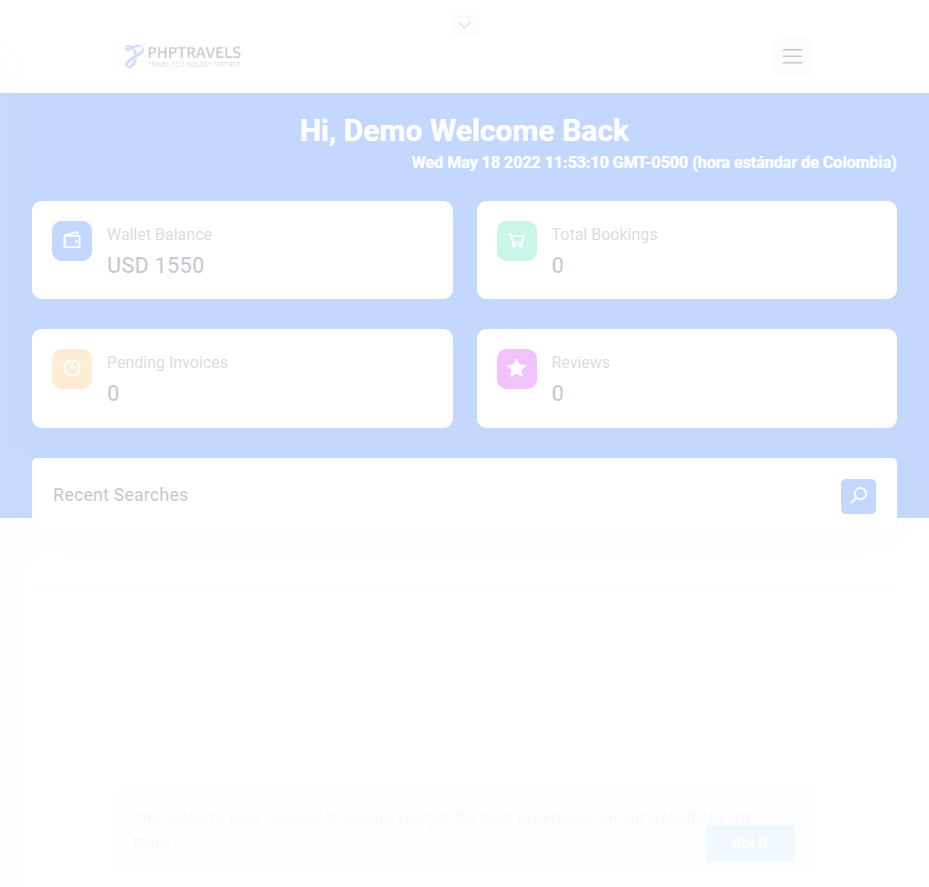 PHPTRAVELS
TRAVEL TECHNOLOGY PARTNER
Hi, Demo Welcome Back
Wed May 18 2022 11:53:10 GMT-0500 (hora estándar de Colombia)
Wallet Balance
USD 1550
Total Bookings
0
Pending Invoices
0
Reviews
0
Recent Searches
This website uses cookies to ensure you get the best experience on our website Learn
more
Got It